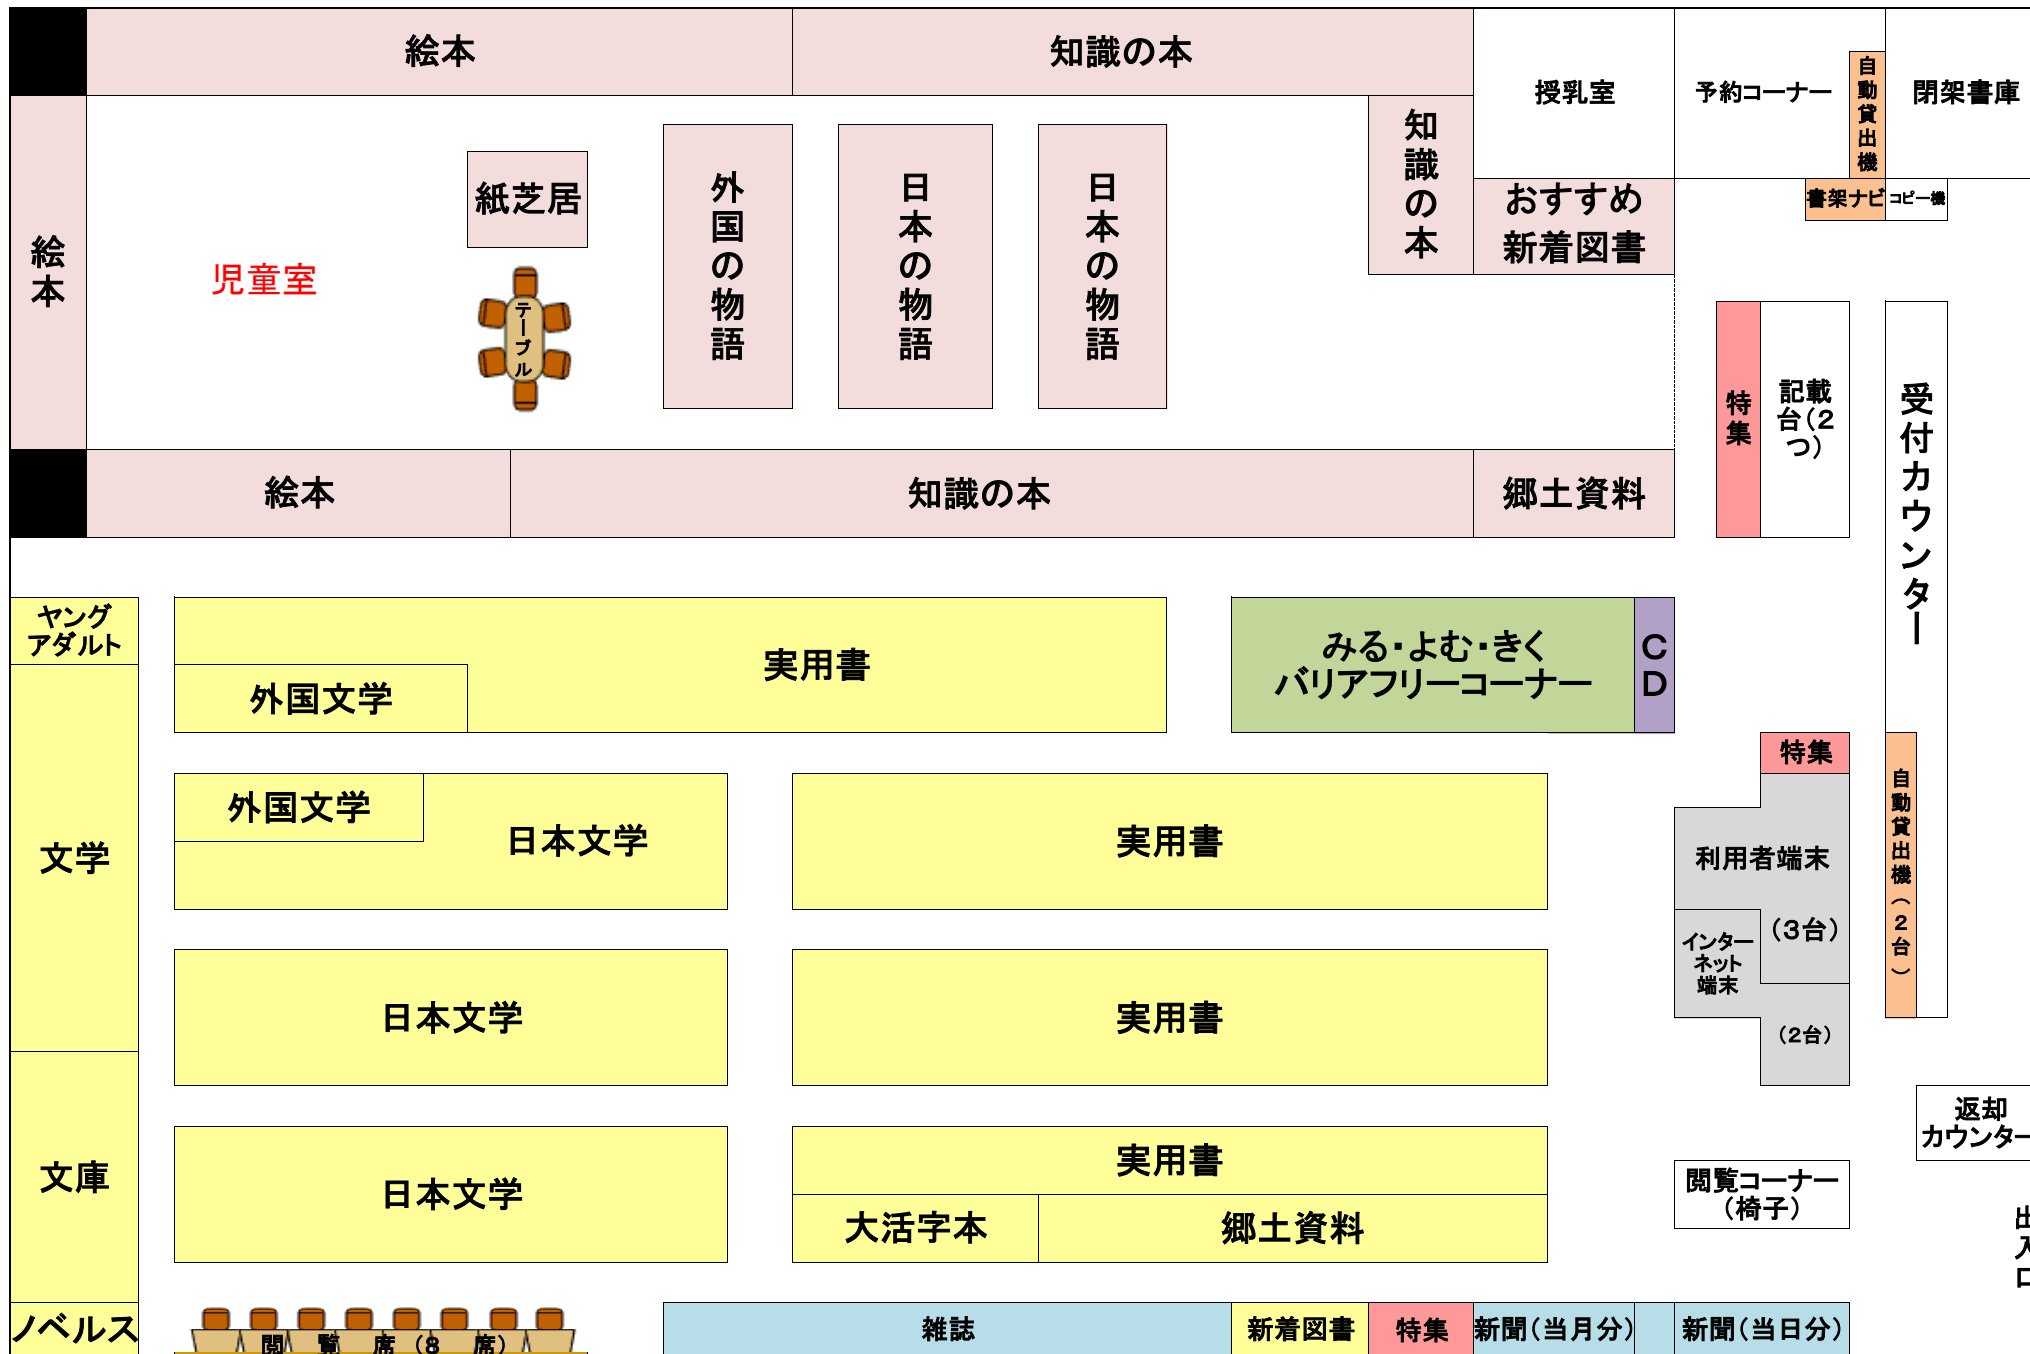 絵本
知識の本
授乳室
予約コーナー
自動貸出機
閉架書庫
絵本
児童室
紙芝居
テーブル
外国の物語
日本の物語
日本の物語
知識の本
おすすめ
新着図書
書架ナビ
コピー機
特集
記載
台(2
つ)
受付カウンター
絵本
知識の本
郷土資料
ヤング
アダルト
実用書
外国文学
みる・よむ・きく
バリアフリーコーナー
CD
特集
自動貸出機(2台)
文学
外国文学
日本文学
実用書
利用者端末
(3台)
インター
ネット
端末
(2台)
日本文学
実用書
返却
カウンター
文庫
日本文学
実用書
大活字本
郷土資料
閲覧コーナー
(椅子)
出入口
ノベルス
閲覧席(8席)
雑誌
新着図書
特集
新聞(当月分)
新聞(当日分)